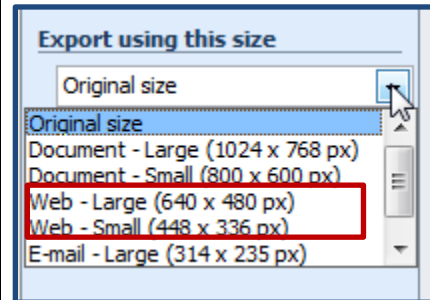 Export using this size
Original size
Original size
Document - Large (1024 x 768 px)
Document - Small (800 x 600 px)
Web - Large (640 x 480 px)
Web - Small (448 x 336 px)
E-mail - Large (314 x 235 px)